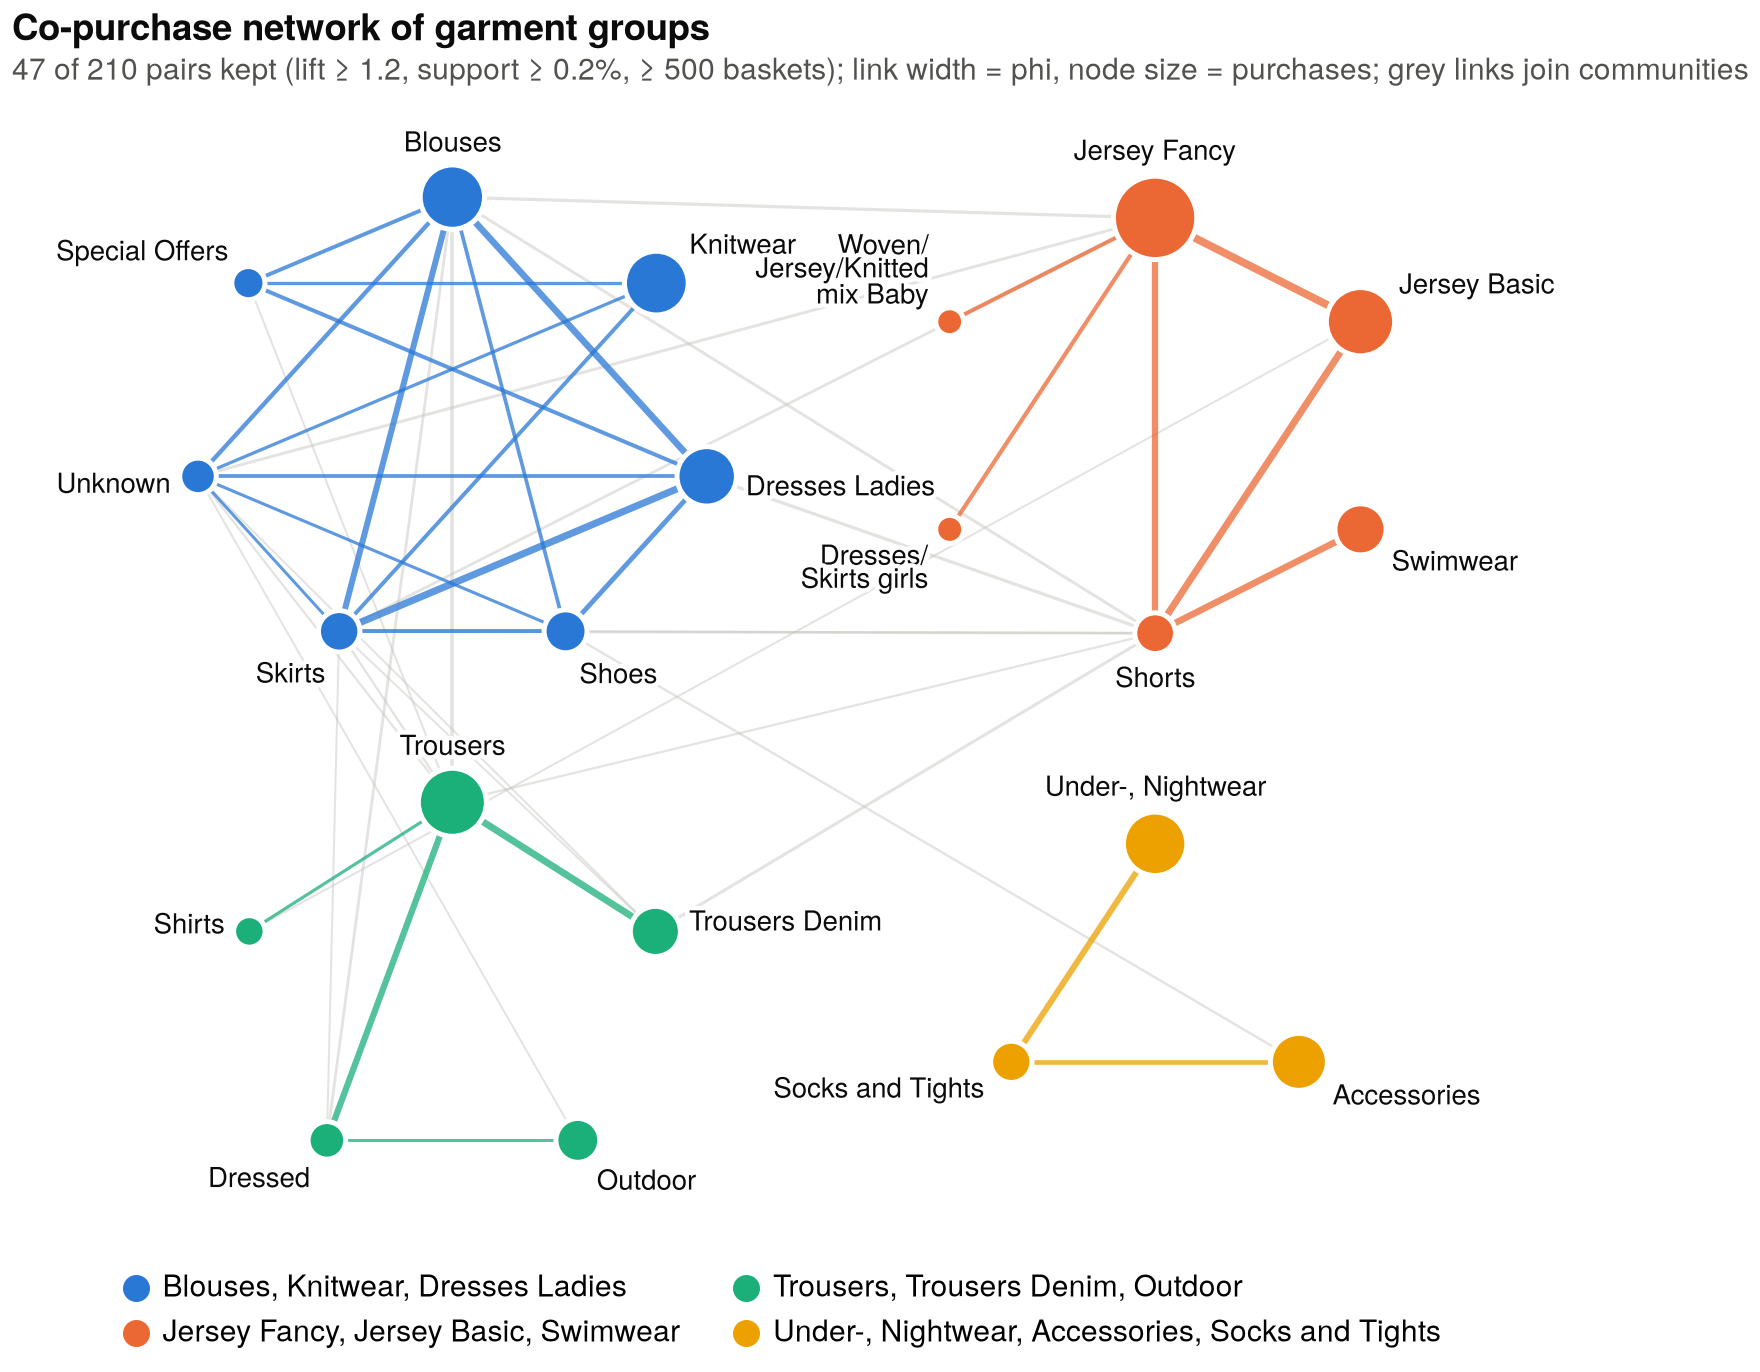 Co-purchase network of garment groups
47 of 210 pairs kept (lift ≥ 1.2, support ≥ 0.2%, ≥ 500 baskets); link width = phi, node size = purchases; grey links join communities
Blouses
Jersey Fancy
Special Offers
Knitwear
Woven/
Jersey/Knitted
mix Baby
Jersey Basic
Unknown
Dresses Ladies
Dresses/
Skirts girls
Swimwear
Skirts
Shoes
Shorts
Trousers
Under-, Nightwear
Shirts
Trousers Denim
Socks and Tights
Accessories
Dressed
Outdoor
Blouses, Knitwear, Dresses Ladies
Trousers, Trousers Denim, Outdoor
Jersey Fancy, Jersey Basic, Swimwear
Under-, Nightwear, Accessories, Socks and Tights